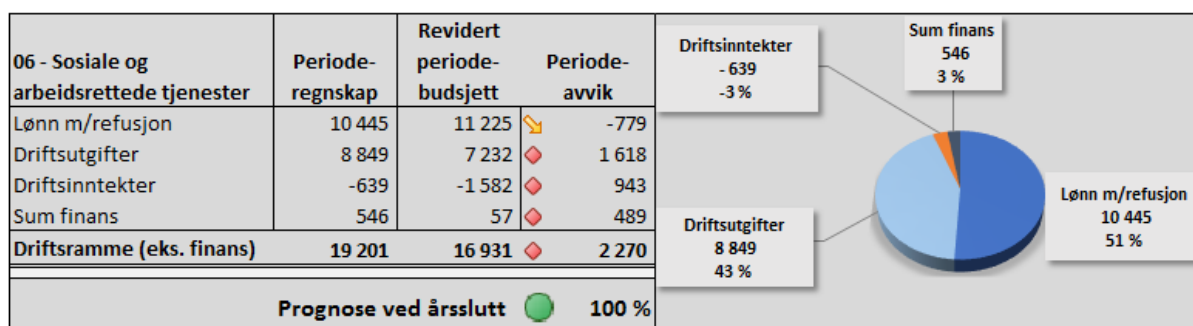 06 - Sosiale og arbeidsrettede tjenester Periode-regnskap Revidert periode-budsjett Periode-avvik
Lønn m/refusjon 10 445 11 225 -779
Driftsutgifter 8 849 7 232 1 618
Driftsinntekter -639 -1 582 943
Sum finans 546 57 489
Driftsramme (eks. finans) 19 201 16 931 2 270
Prognose ved årsslutt 100 %
Driftsinntekter
- 639
-3 %
Sum finans
546
3 %
Lønn m/refusjon
10 445
51 %
Driftsutgifter
8 849
43 %